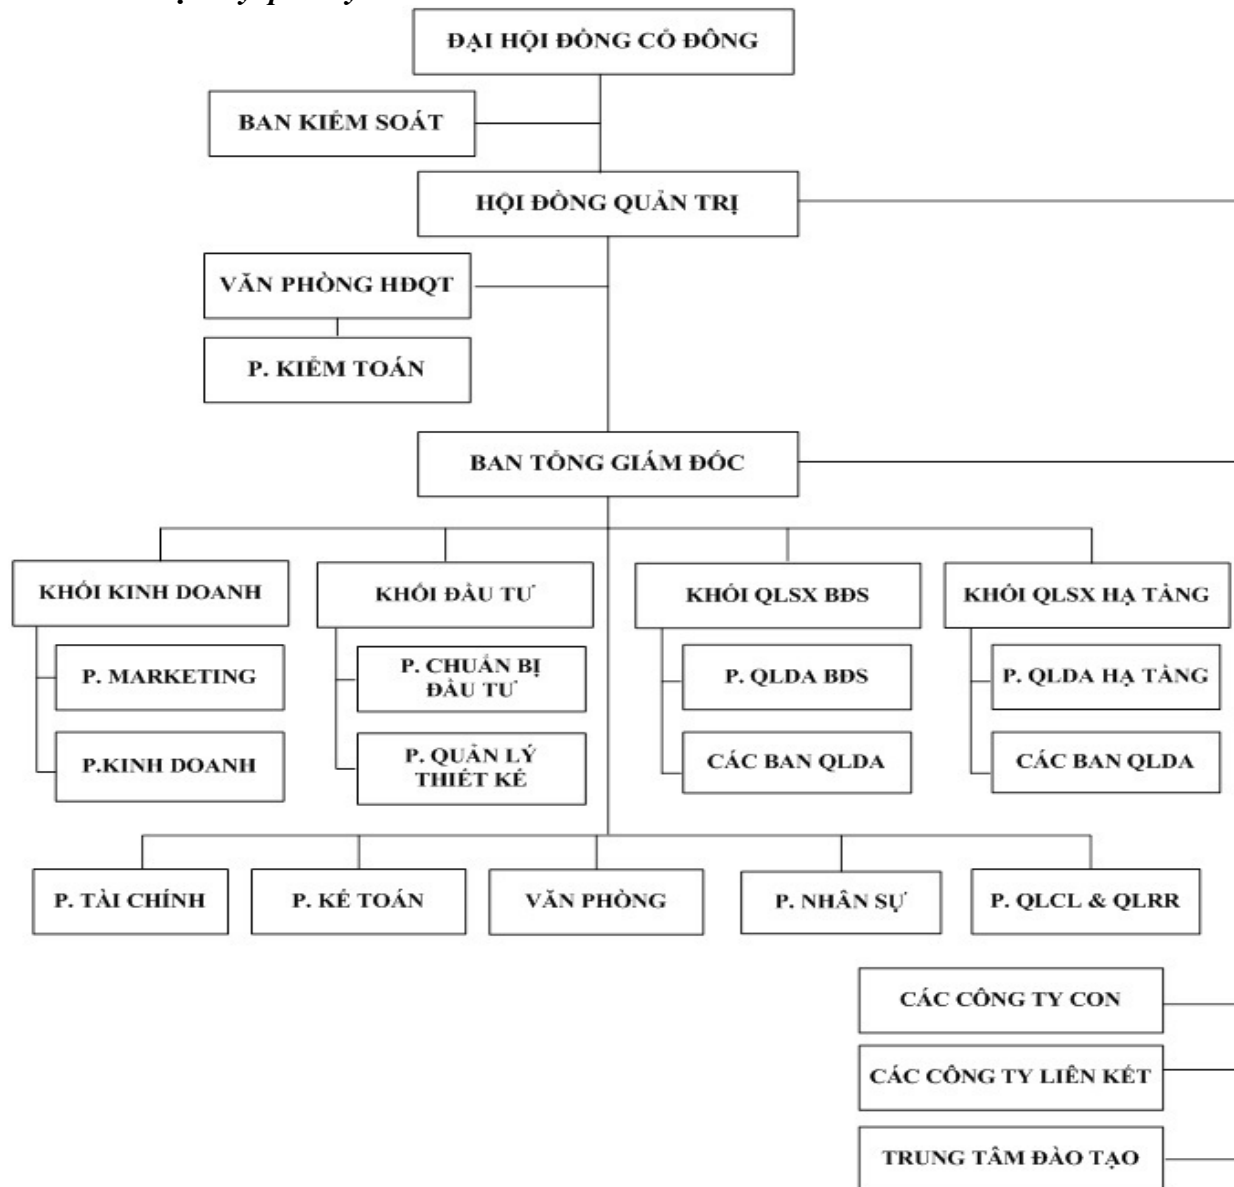 ĐẠI HỘI ĐỒNG CỔ ĐÔNG
BAN KIỂM SOÁT
HỘI ĐỒNG QUẢN TRỊ
VĂN PHÒNG HĐQT
P. KIỂM TOÁN
BAN TỔNG GIÁM ĐỐC
KHỐI KINH DOANH
KHỐI ĐẦU TƯ
KHỐI QLSX BĐS
KHỐI QLSX HẠ TẦNG
P. MARKETING
P. CHUẨN BỊ
ĐẦU TƯ
P. QLDA BĐS
P. QLDA HẠ TẦNG
P.KINH DOANH
P. QUẢN LÝ
THIẾT KẾ
CÁC BAN QLDA
CÁC BAN QLDA
P. TÀI CHÍNH
P. KẾ TOÁN
VĂN PHÒNG
P. NHÂN SỰ
P. QLCL & QLRR
CÁC CÔNG TY CON
CÁC CÔNG TY LIÊN KẾT
TRUNG TÂM ĐÀO TẠO